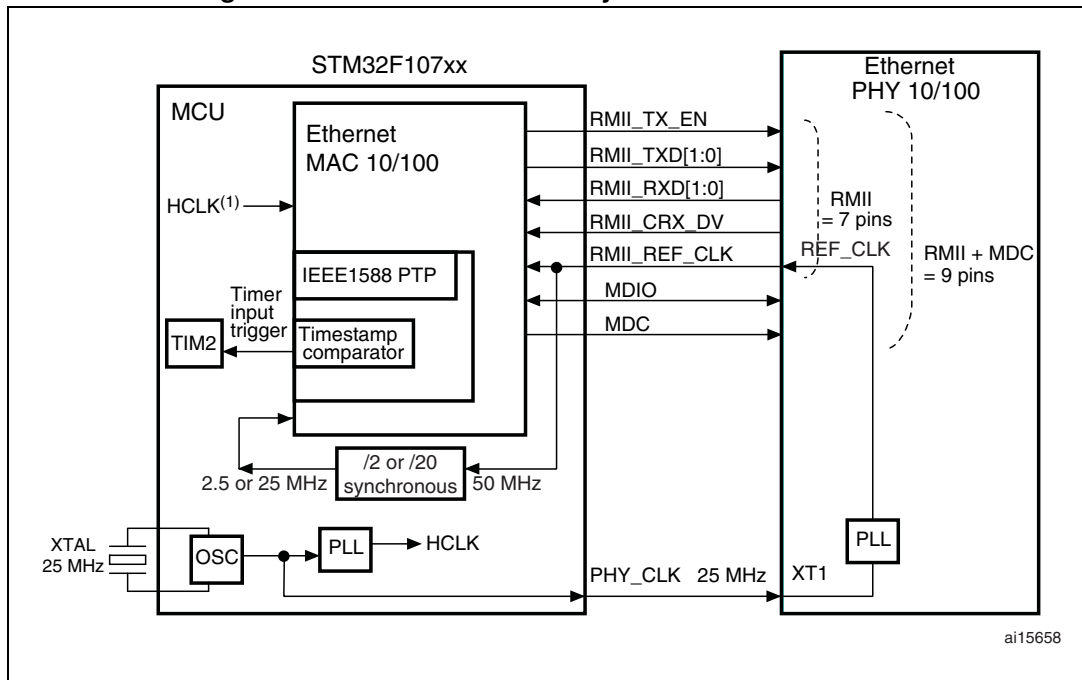 STM32F107xx
MCU
Ethernet
MAC 10/100
HCLK(1)
IEEE1588 PTP
Timer
input
trigger
TIM2
Timestamp
comparator
/2 or /20
synchronous
2.5 or 25 MHz
50 MHz
XTAL
25 MHz
OSC
PLL
HCLK
RMII_TX_EN
RMII_TXD[1:0]
RMII_RXD[1:0]
RMII_CRX_DV
RMII_REF_CLK
MDIO
MDC
PHY_CLK 25 MHz
Ethernet
PHY 10/100
RMII
= 7 pins
REF_CLK
RMII + MDC
= 9 pins
PLL
XT1
ai15658